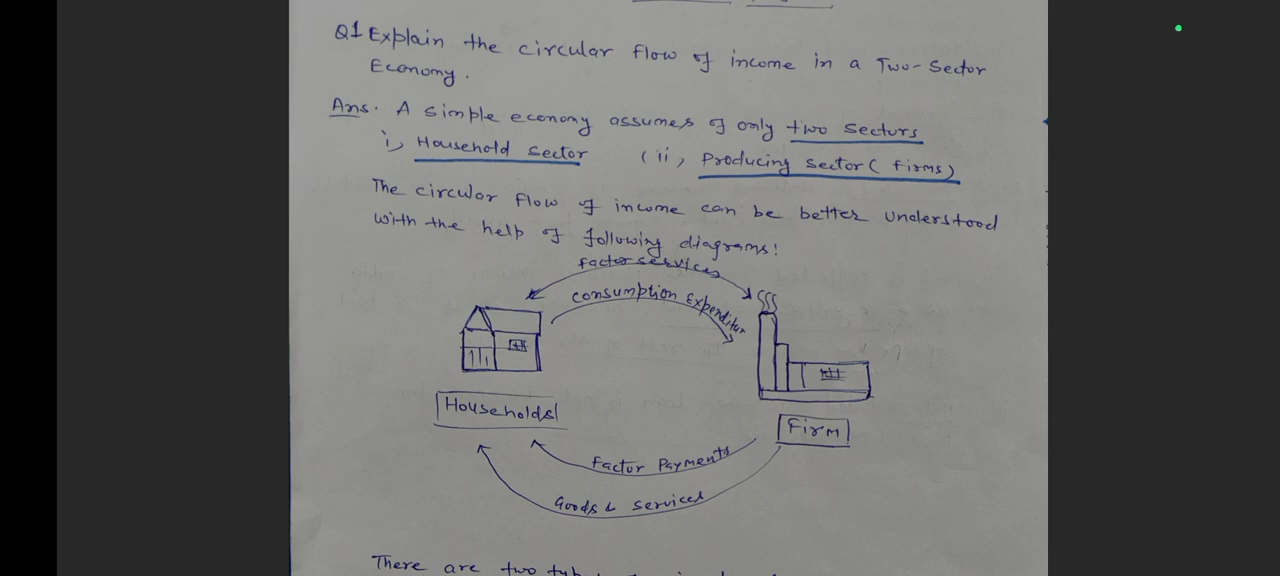 Q1 Explain the circular flow of income in a Two-Sector
Economy.
Ans. A simple economy assumes of only two sectors
i, Household sector (ii, Producing sector (firms)
The circular flow of income can be better understood
with the help of following diagrams:
factor services
consumption Expenditur
Households
Firm
Factor Payments
Goods & services
There are two